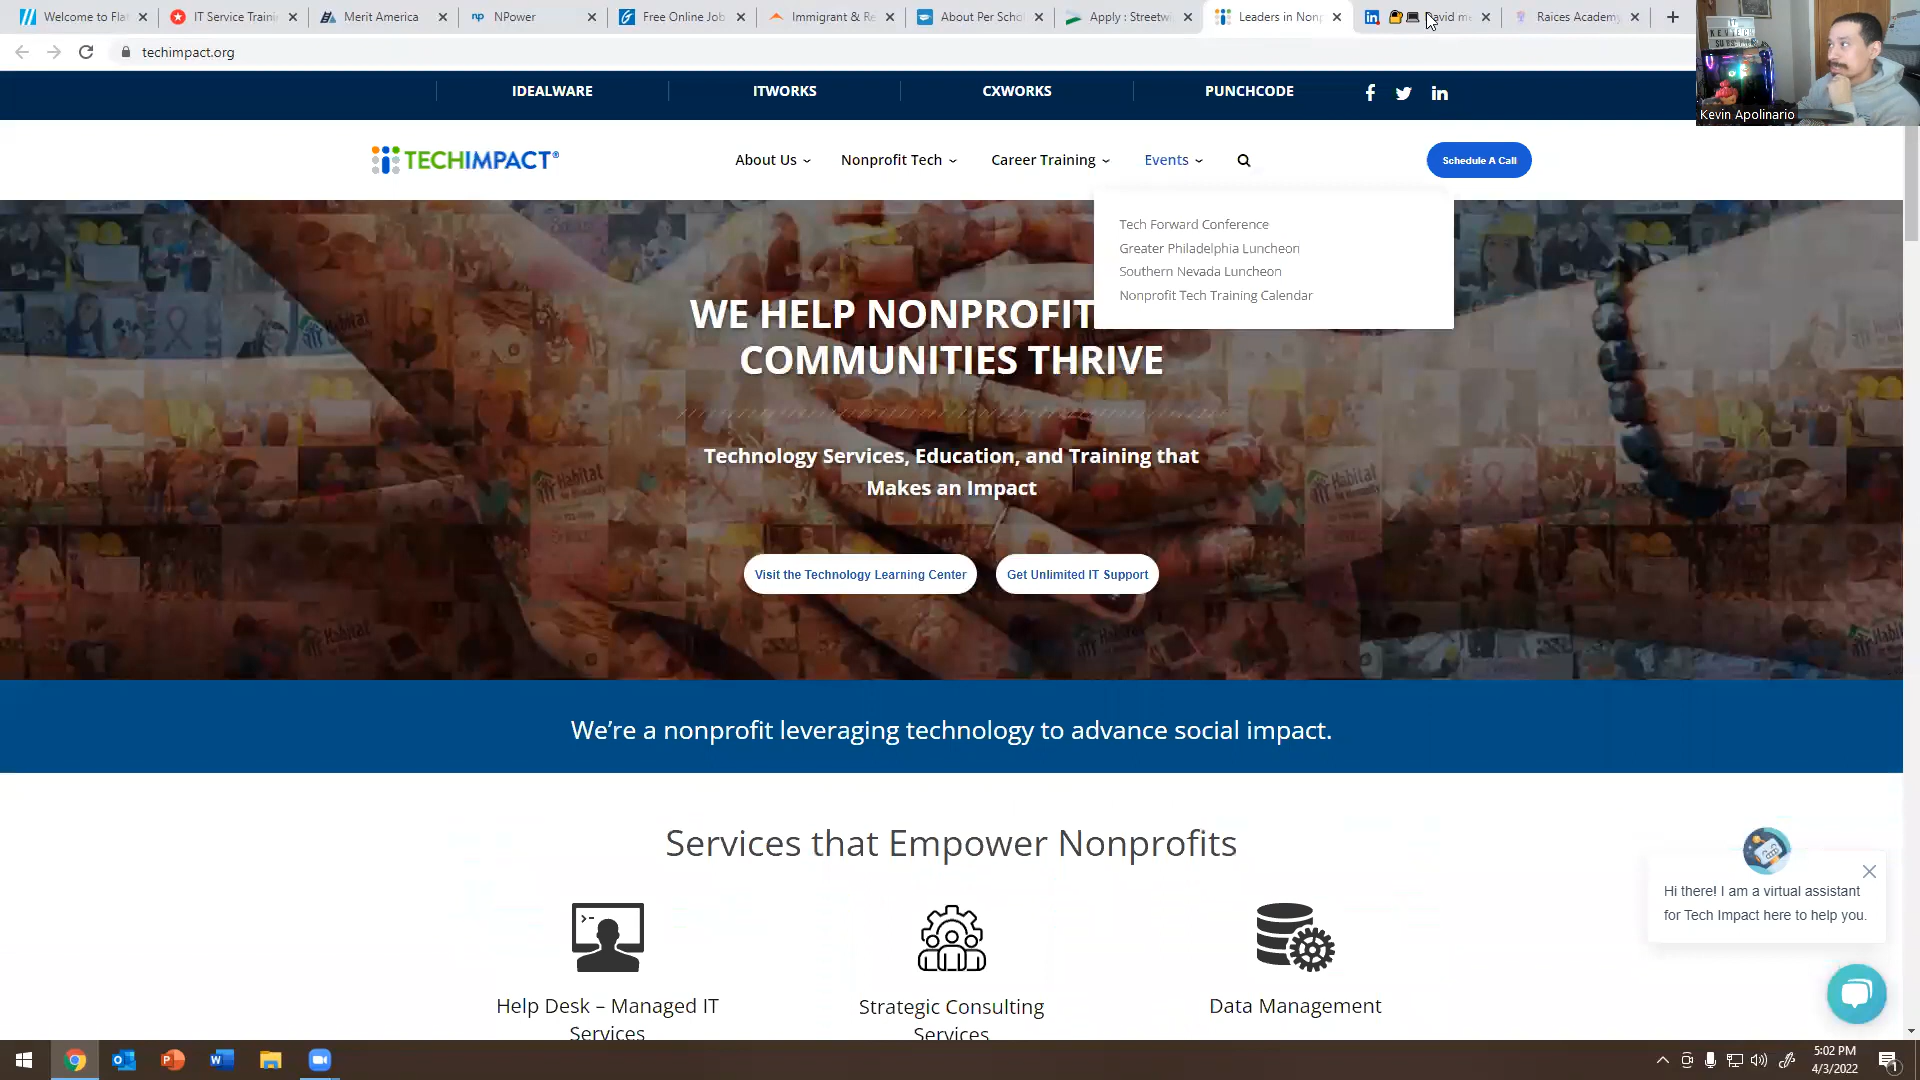 Welcome to Fla
IT Service Traini
Merit America
NPower
Free Online Job
Immigrant & Re
About Per Scho
Apply : Streetwi
Leaders in Nonp
David me
Raices Academy
techimpact.org
KEVTECH
Kevin Apolinario
IDEALWARE
ITWORKS
CXWORKS
PUNCHCODE
TECHIMPACT®
About Us
Nonprofit Tech
Career Training
Events
Schedule A Call
Tech Forward Conference
Greater Philadelphia Luncheon
Southern Nevada Luncheon
Nonprofit Tech Training Calendar
WE HELP NONPROFIT
COMMUNITIES THRIVE
Technology Services, Education, and Training that
Makes an Impact
Visit the Technology Learning Center
Get Unlimited IT Support
We're a nonprofit leveraging technology to advance social impact.
Services that Empower Nonprofits
Help Desk – Managed IT
Services
Strategic Consulting
Services
Data Management
Hi there! I am a virtual assistant
for Tech Impact here to help you.
5:02 PM
4/3/2022